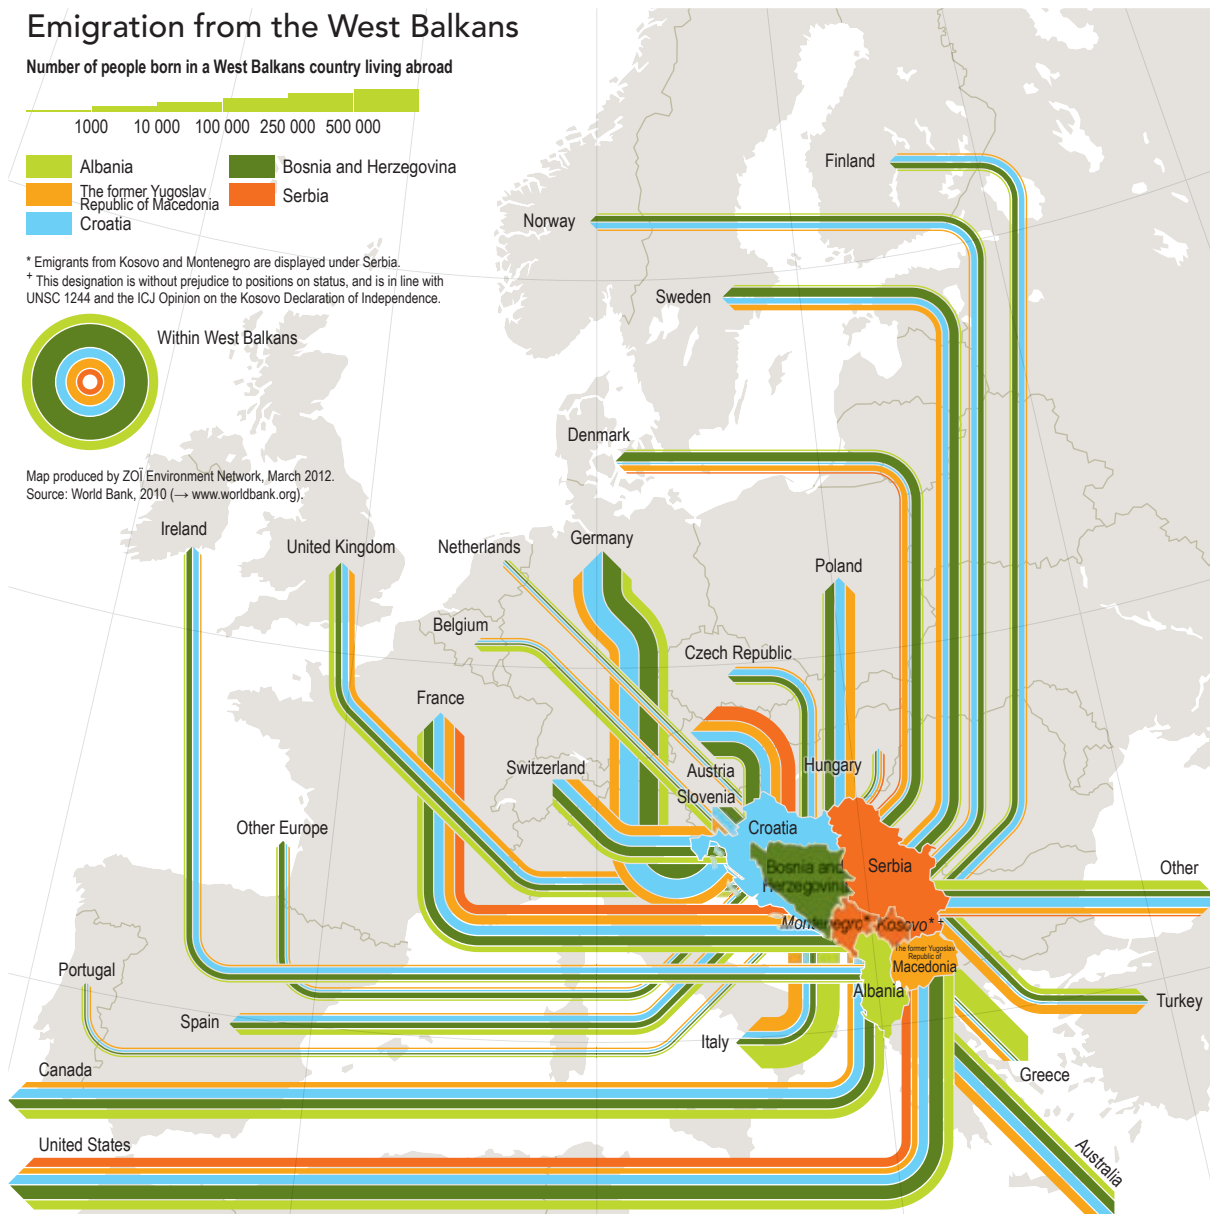 Emigration from the West Balkans
Number of people born in a West Balkans country living abroad
1000 10 000 100 000 250 000 500 000
Albania
Bosnia and Herzegovina
The former Yugoslav
Republic of Macedonia
Serbia
Croatia
* Emigrants from Kosovo and Montenegro are displayed under Serbia.
+ This designation is without prejudice to positions on status, and is in line with
UNSC 1244 and the ICJ Opinion on the Kosovo Declaration of Independence.
Within West Balkans
Map produced by ZOÏ Environment Network, March 2012.
Source: World Bank, 2010 (→ www.worldbank.org).
Finland
Norway
Sweden
Denmark
Ireland
United Kingdom
Netherlands
Germany
Poland
Belgium
Czech Republic
France
Switzerland
Austria
Hungary
Slovenia
Other Europe
Croatia
Bosnia and
Herzegovina
Serbia
Other
Montenegro*
Kosovo* +
The former Yugoslav
Republic of
Macedonia
Portugal
Albania
Turkey
Spain
Italy
Canada
Greece
United States
Australia